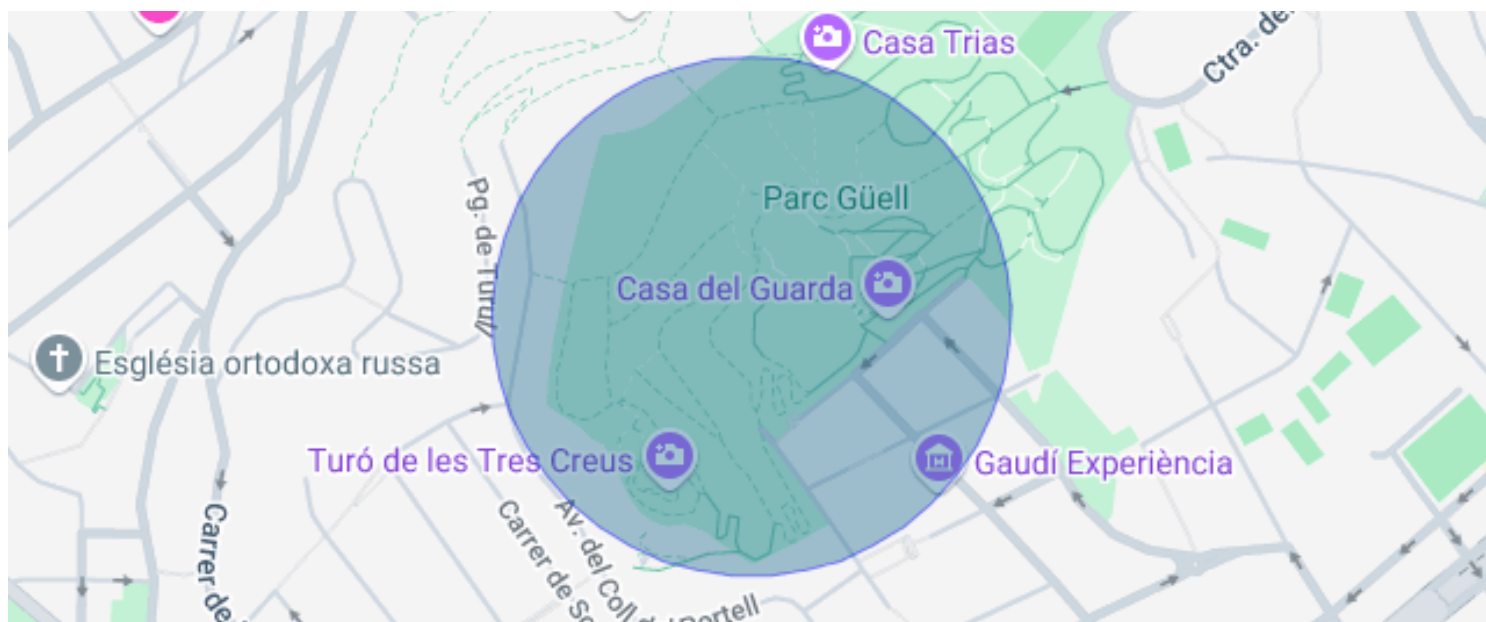 Casa Trias
Ctra. de
Parc Güell
Pg. de Turull
Casa del Guarda
Església ortodoxa russa
Turó de les Tres Creus
Gaudí Experiència
Carrer de
Carrer de
Av. del Coll del Portell